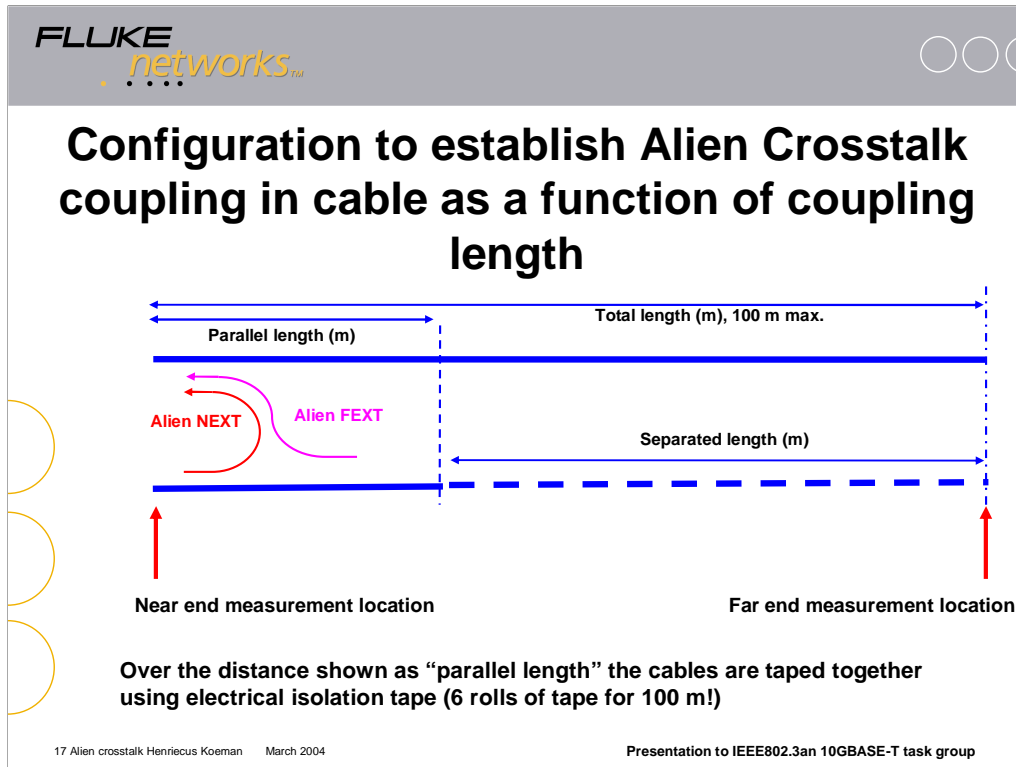 FLUKE
networks™
Configuration to establish Alien Crosstalk
coupling in cable as a function of coupling
length
Total length (m), 100 m max.
Parallel length (m)
Alien NEXT
Alien FEXT
Separated length (m)
Near end measurement location
Far end measurement location
Over the distance shown as “parallel length” the cables are taped together
using electrical isolation tape (6 rolls of tape for 100 m!)
17 Alien crosstalk Henriecus Koeman March 2004
Presentation to IEEE802.3an 10GBASE-T task group